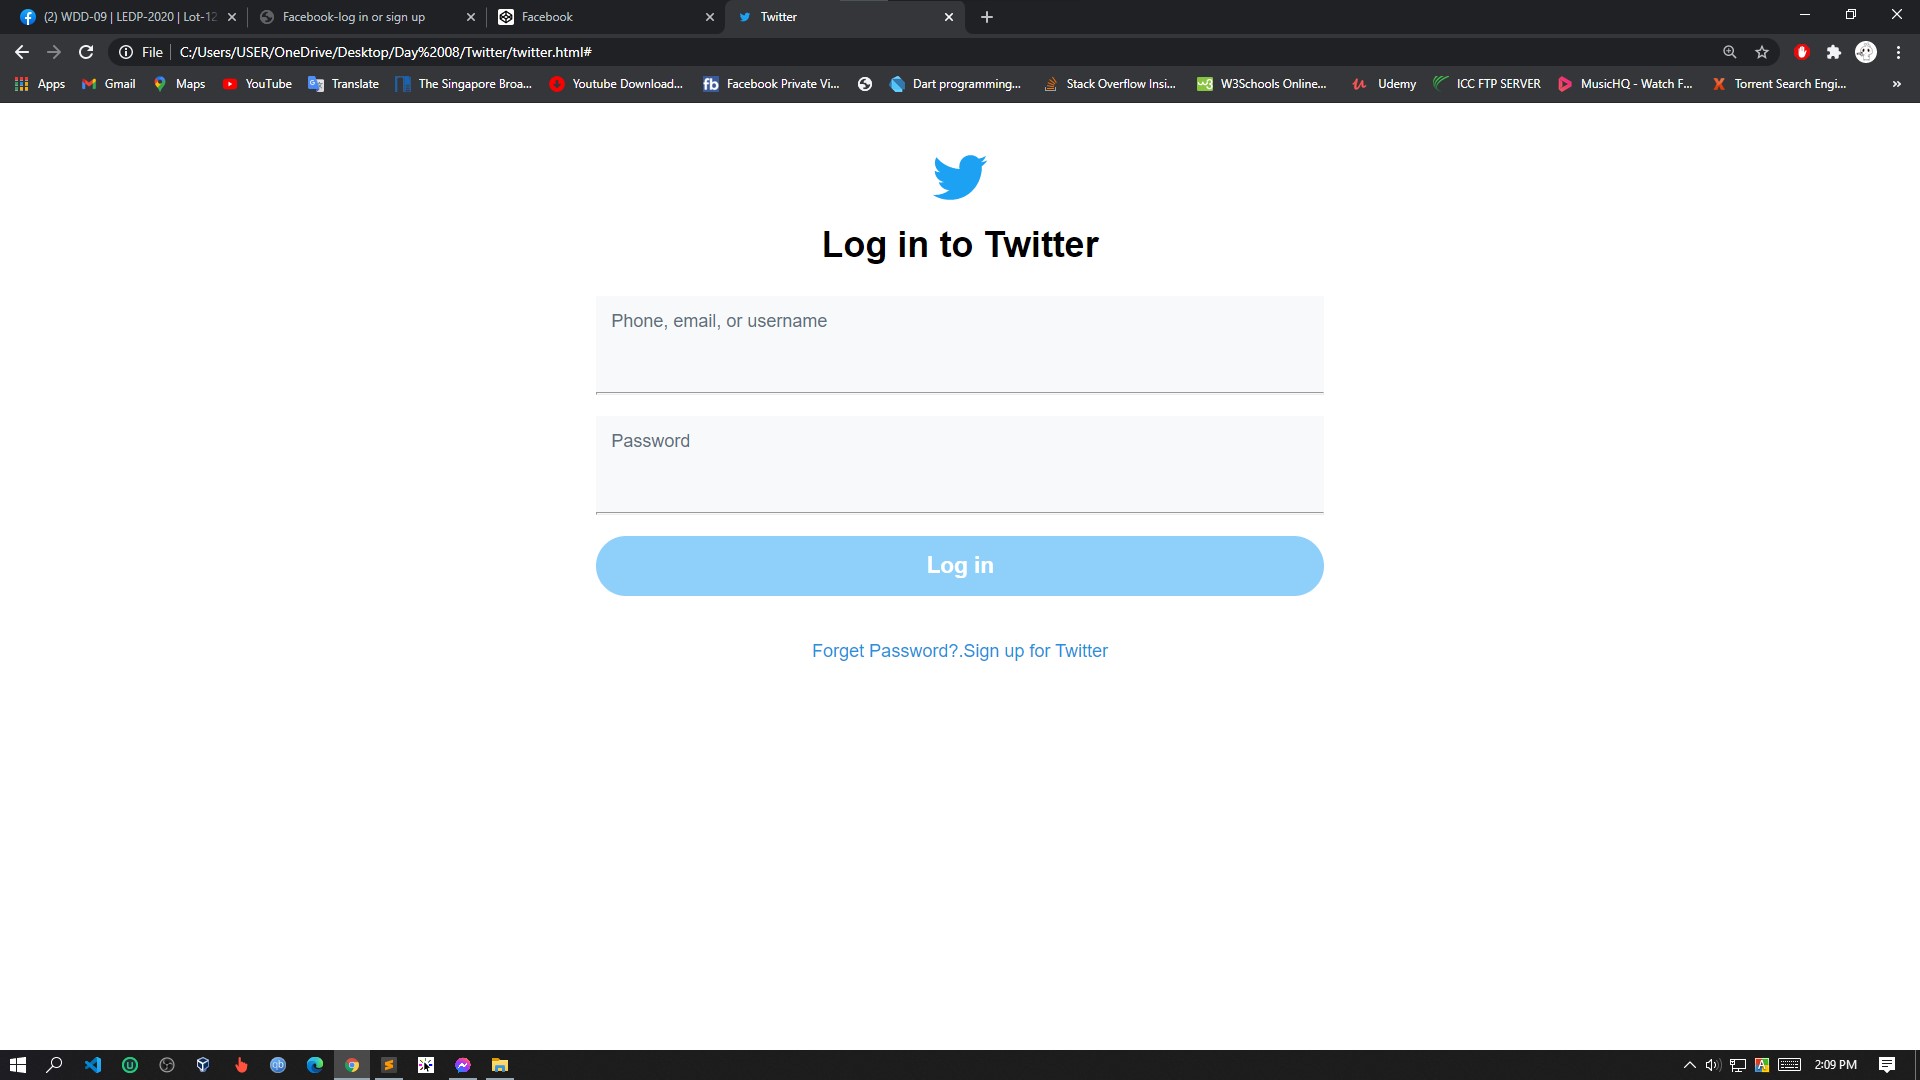 (2) WDD-09 | LEDP-2020 | Lot-12
Facebook-log in or sign up
Facebook
Twitter
File
C:/Users/USER/OneDrive/Desktop/Day%2008/Twitter/twitter.html#
Apps
Gmail
Maps
YouTube
Translate
The Singapore Broa...
Youtube Download...
fb Facebook Private Vi...
Dart programming...
Stack Overflow Insi...
W3Schools Online...
Udemy
ICC FTP SERVER
MusicHQ - Watch F...
Torrent Search Engi...
Log in to Twitter
Phone, email, or username
Password
Log in
Forget Password?.Sign up for Twitter
2:09 PM